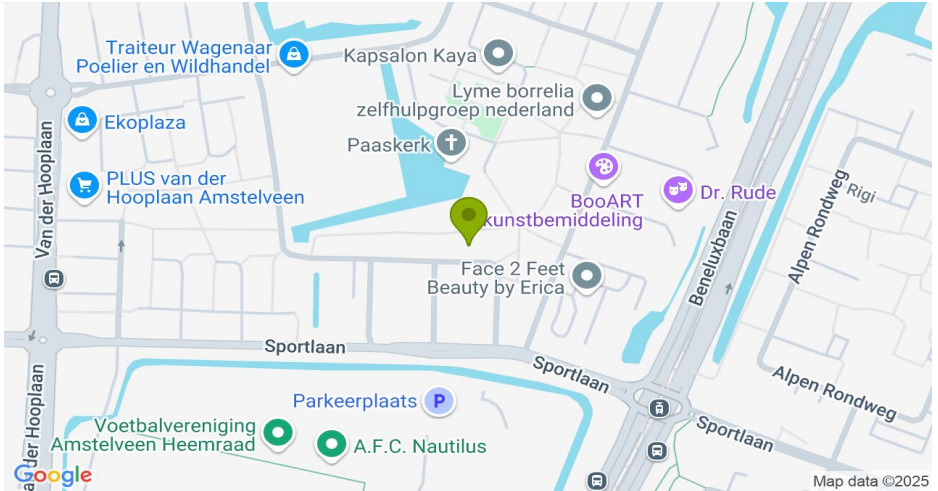 Traiteur Wagenaar
Poelier en Wildhandel
Kapsalon Kaya
Lyme borrelia
zelfhulpgroep nederland
Ekoplaza
Van der Hooplaan
Paaskerk
PLUS van der
Hooplaan Amstelveen
BooART
kunstbemiddeling
Dr. Rude
Rigi
Alpen Rondweg
Beneluxbaan
Face 2 Feet
Beauty by Erica
Sportlaan
Sportlaan
Alpen Rondweg
Parkeerplaats
P
Voetbalvereniging
Amstelveen Heemraad
A.F.C. Nautilus
Sportlaan
an der Hooplaan
Google
Map data ©2025